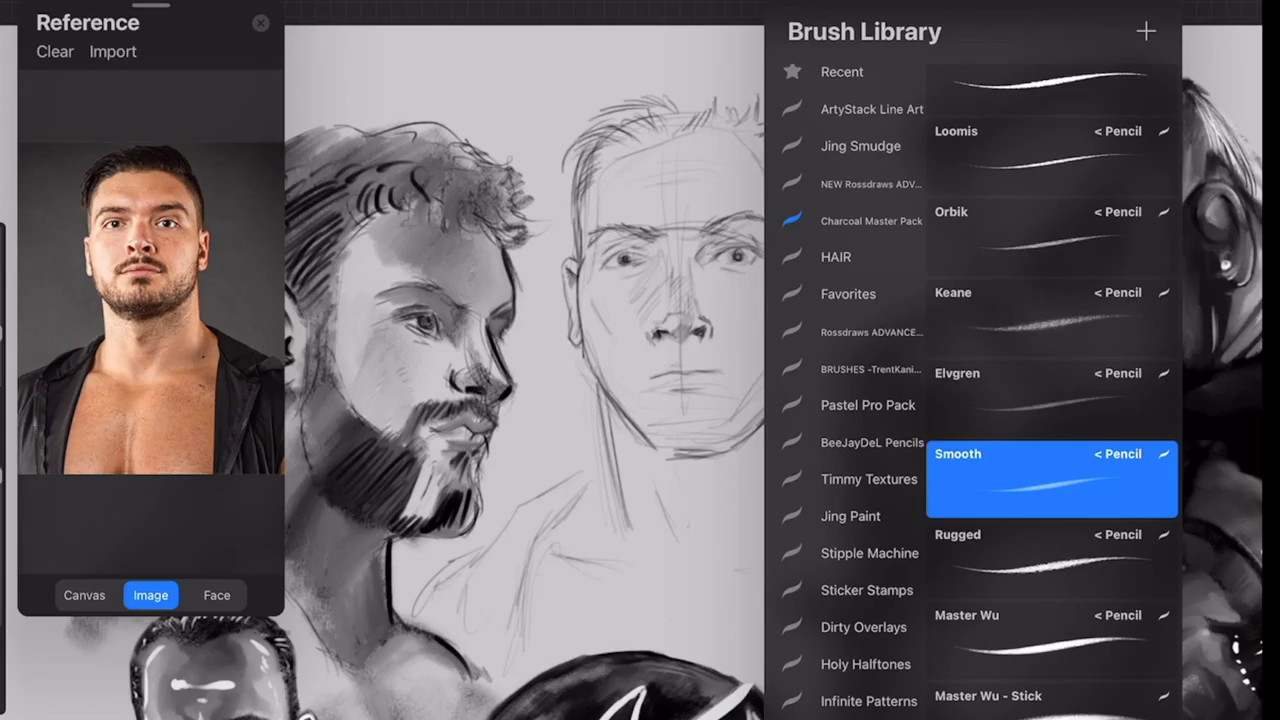 Reference
Clear Import
Canvas Image Face
Brush Library
Recent
ArtyStack Line Art
Jing Smudge
NEW Rossdraws ADV...
Charcoal Master Pack
HAIR
Favorites
Rossdraws ADVANCE...
BRUSHES -TrentKani...
Pastel Pro Pack
BeeJayDeL Pencils
Timmy Textures
Jing Paint
Stipple Machine
Sticker Stamps
Dirty Overlays
Holy Halftones
Infinite Patterns
Loomis < Pencil
Orbik < Pencil
Keane < Pencil
Elvgren < Pencil
Smooth < Pencil
Rugged < Pencil
Master Wu < Pencil
Master Wu - Stick